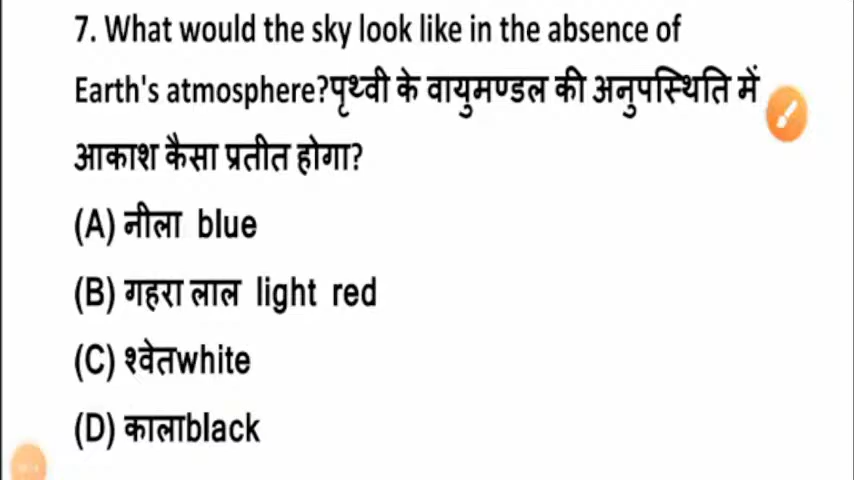 7. What would the sky look like in the absence of
Earth's atmosphere?पृथ्वी के वायुमण्डल की अनुपस्थिति में
आकाश कैसा प्रतीत होगा?
(A) नीला blue
(B) गहरा लाल light red
(C) श्वेतwhite
(D) कालाblack